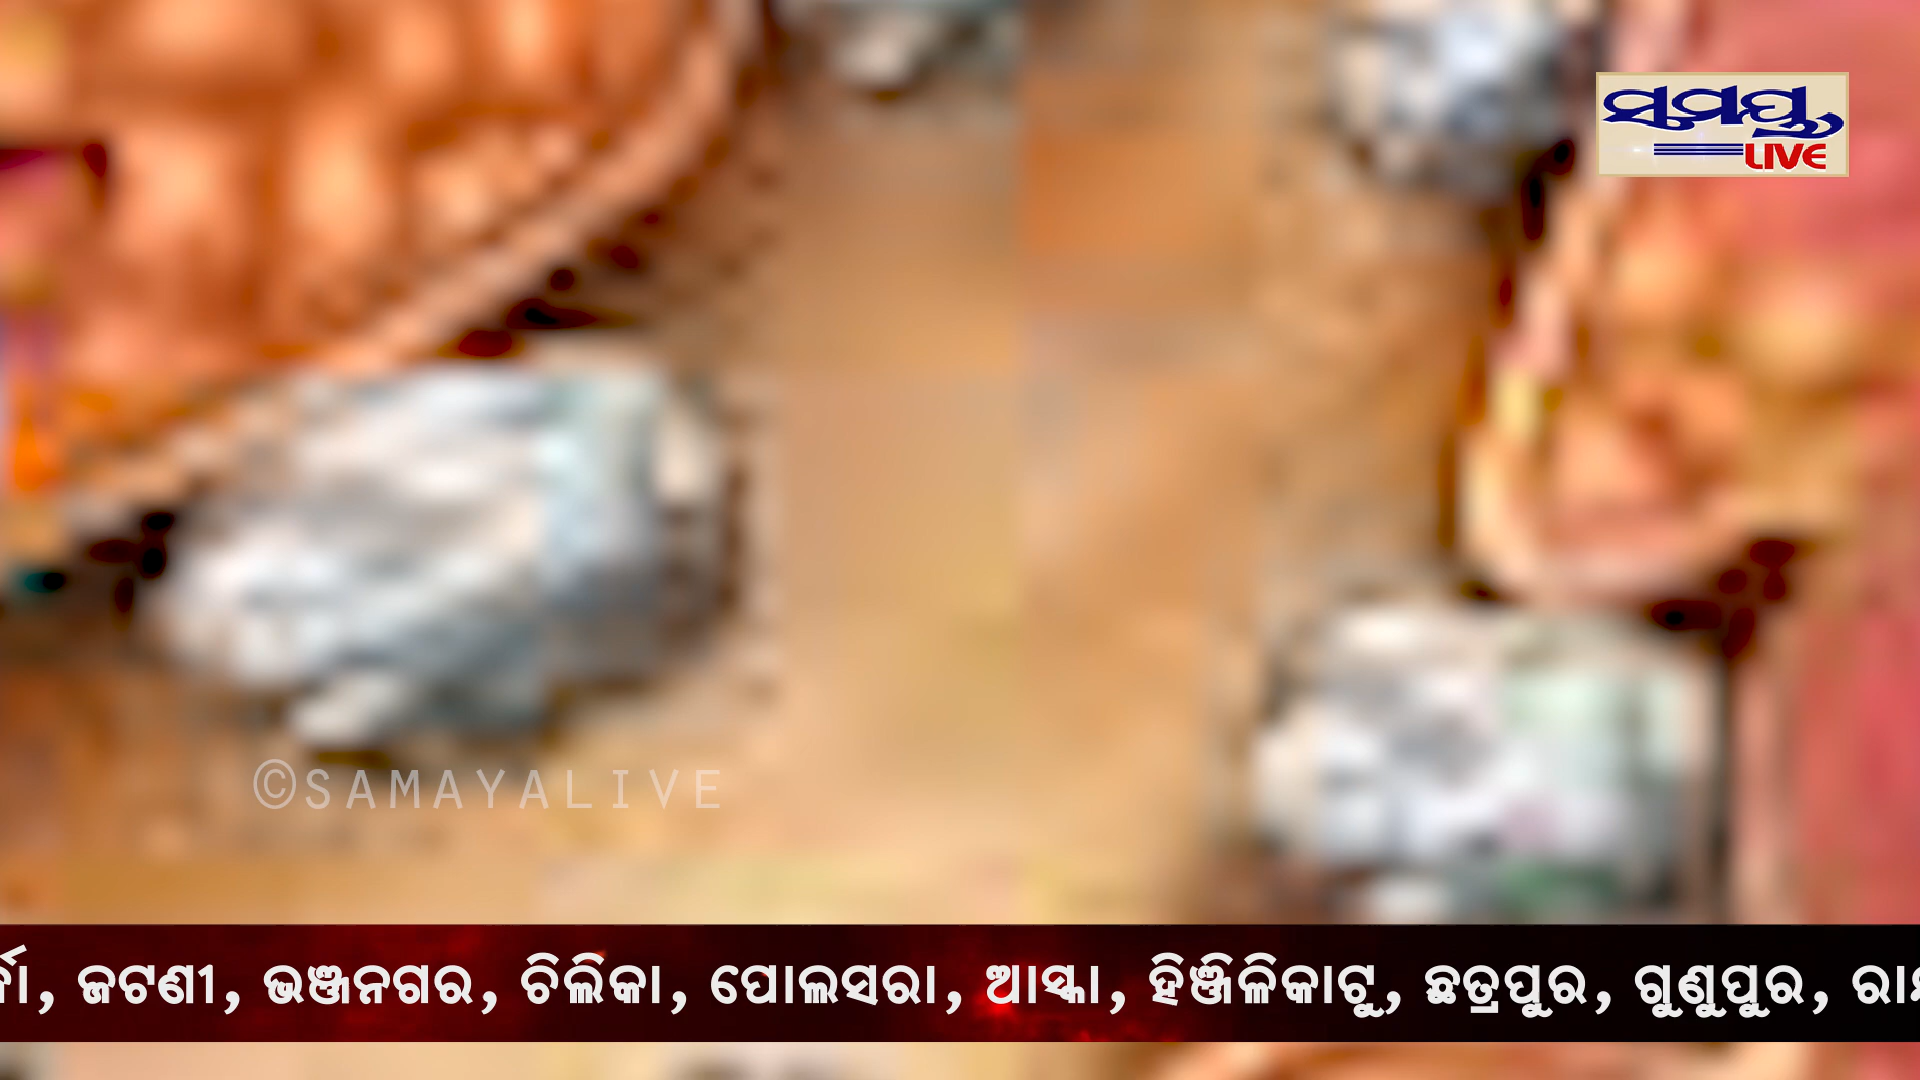 ସମୟ
LIVE
©SAMAYALIVE
ଜଟଣୀ, ଭଞ୍ଜନଗର, ଚିଲିକା, ପୋଲସରା, ଆସ୍କା, ହିଞ୍ଜିଳିକାଟୁ, ଛତ୍ରପୁର, ଗୁଣୁପୁର,